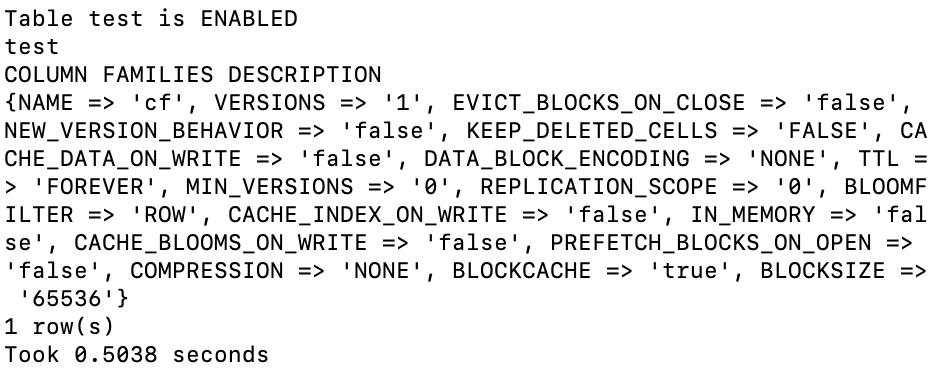 Table test is ENABLED
test
COLUMN FAMILIES DESCRIPTION
{NAME => 'cf', VERSIONS => '1', EVICT_BLOCKS_ON_CLOSE => 'false',
NEW_VERSION_BEHAVIOR => 'false', KEEP_DELETED_CELLS => 'FALSE', CA
CHE_DATA_ON_WRITE => 'false', DATA_BLOCK_ENCODING => 'NONE', TTL =
> 'FOREVER', MIN_VERSIONS => '0', REPLICATION_SCOPE => '0', BLOOMF
ILTER => 'ROW', CACHE_INDEX_ON_WRITE => 'false', IN_MEMORY => 'fal
se', CACHE_BLOOMS_ON_WRITE => 'false', PREFETCH_BLOCKS_ON_OPEN =>
'false', COMPRESSION => 'NONE', BLOCKCACHE => 'true', BLOCKSIZE =>
 '65536'}
1 row(s)
Took 0.5038 seconds